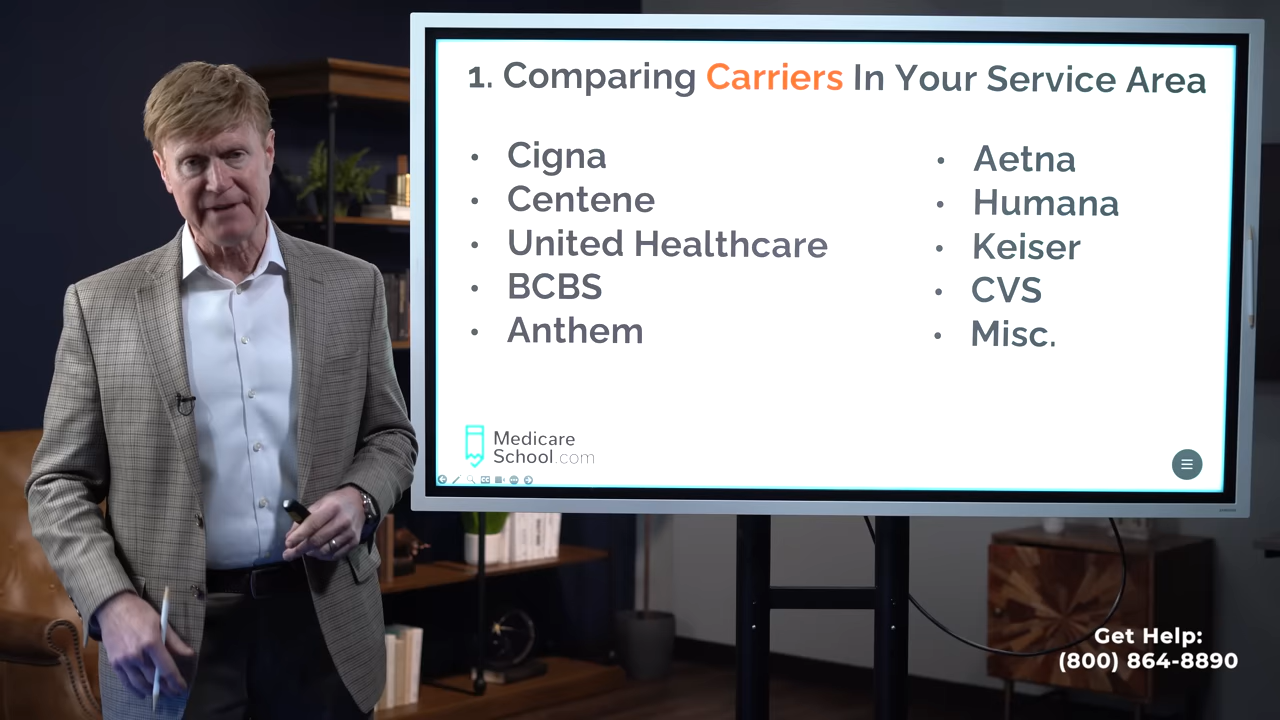 1. Comparing Carriers In Your Service Area
• Cigna
• Centene
• United Healthcare
• BCBS
• Anthem
• Aetna
• Humana
• Keiser
• CVS
• Misc.
Medicare
School.com
Get Help:
(800) 864-8890